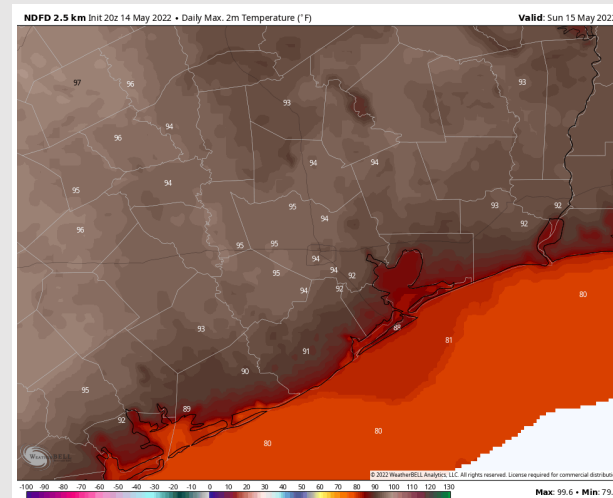 NDFD 2.5 km Init 20z 14 May 2022 • Daily Max. 2m Temperature (°F) Valid: Sun 15 May 2022
97 96 93 93
94
96
94 94
94
95 95 93 92
94 92
96
95 95
94
95 94 92
94 92
80
93 88
81
91
90
95
89
92
80
80
WeatherBELL
© 2022 WeatherBELL Analytics, LLC. All rights reserved. License required for commercial distributi
-100 -90 -80 -70 -60 -50 -40 -30 -20 -10 0 10 20 30 40 50 60 70 80 90 100 110 120 130
Max: 99.6 • Min: 79.